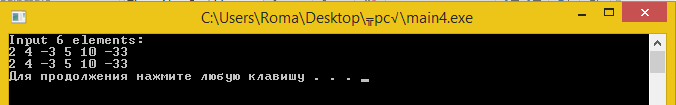 C:\Users\Roma\Desktop\╦рс√\main4.exe
Input 6 elements:
2 4 -3 5 10 -33
2 4 -3 5 10 -33
Для продолжения нажмите любую клавишу . . .